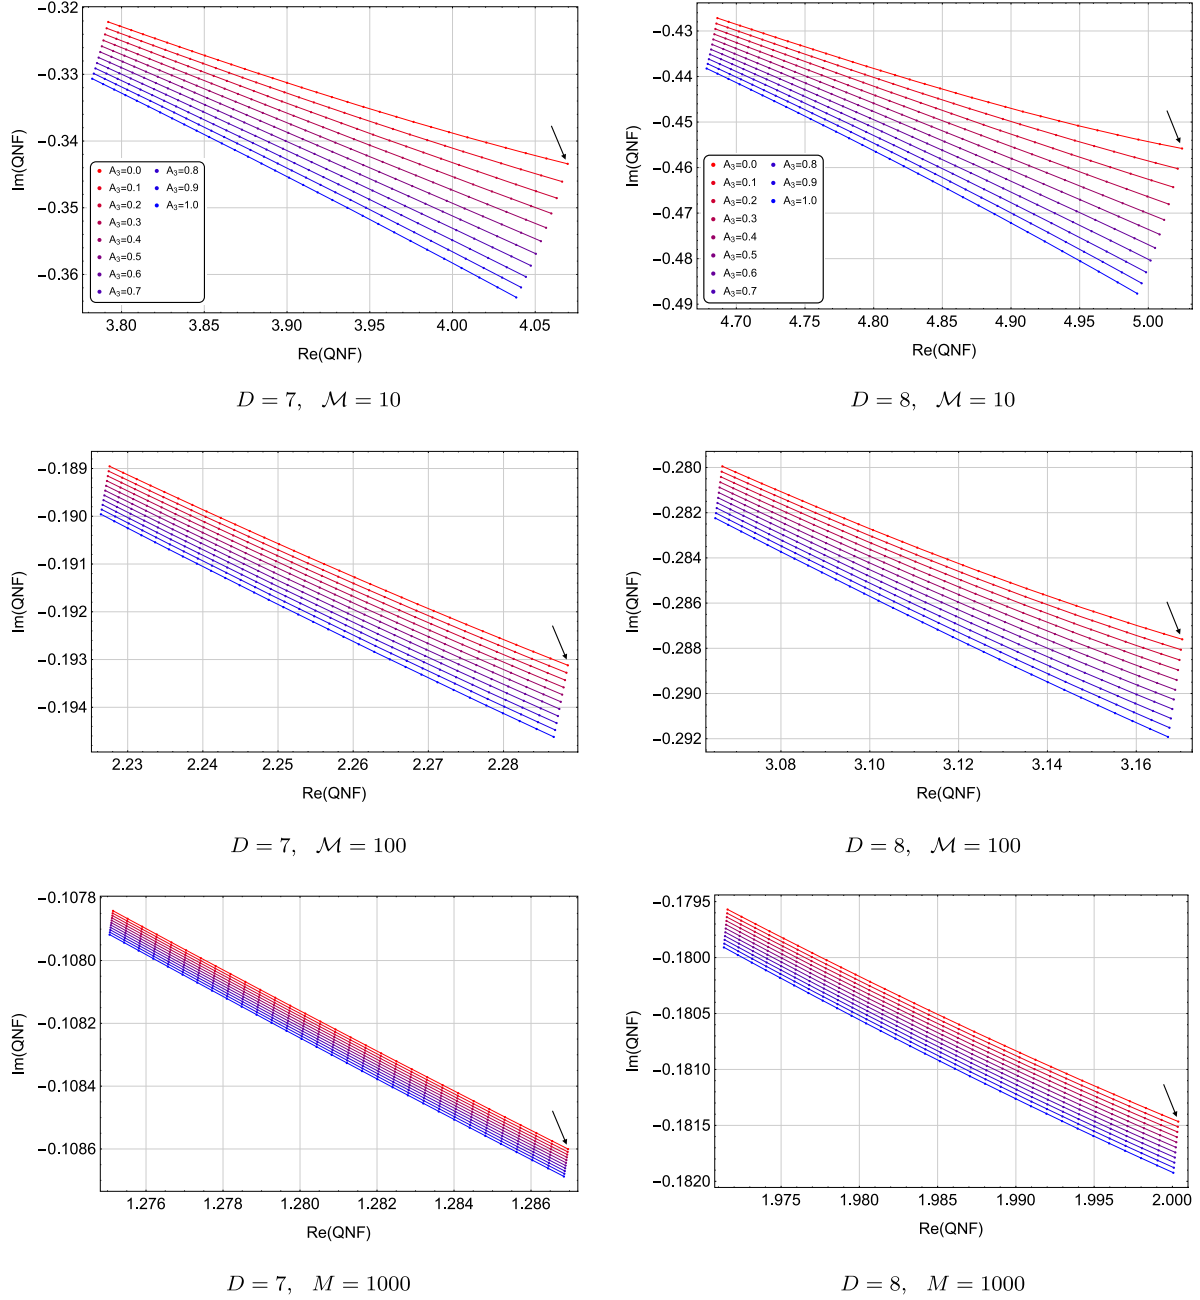 −0.32
−0.33
−0.34
−0.35
−0.36
Im(QNF)
A₃=0.0 A₃=0.8
A₃=0.1 A₃=0.9
A₃=0.2 A₃=1.0
A₃=0.3
A₃=0.4
A₃=0.5
A₃=0.6
A₃=0.7
3.80 3.85 3.90 3.95 4.00 4.05
Re(QNF)
D = 7, ℳ = 10
−0.43
−0.44
−0.45
−0.46
−0.47
−0.48
−0.49
Im(QNF)
A₃=0.0 A₃=0.8
A₃=0.1 A₃=0.9
A₃=0.2 A₃=1.0
A₃=0.3
A₃=0.4
A₃=0.5
A₃=0.6
A₃=0.7
4.70 4.75 4.80 4.85 4.90 4.95 5.00
Re(QNF)
D = 8, ℳ = 10
−0.189
−0.190
−0.191
−0.192
−0.193
−0.194
Im(QNF)
2.23 2.24 2.25 2.26 2.27 2.28
Re(QNF)
D = 7, ℳ = 100
−0.280
−0.282
−0.284
−0.286
−0.288
−0.290
−0.292
Im(QNF)
3.08 3.10 3.12 3.14 3.16
Re(QNF)
D = 8, ℳ = 100
−0.1078
−0.1080
−0.1082
−0.1084
−0.1086
Im(QNF)
1.276 1.278 1.280 1.282 1.284 1.286
Re(QNF)
D = 7, M = 1000
−0.1795
−0.1800
−0.1805
−0.1810
−0.1815
−0.1820
Im(QNF)
1.975 1.980 1.985 1.990 1.995 2.000
Re(QNF)
D = 8, M = 1000